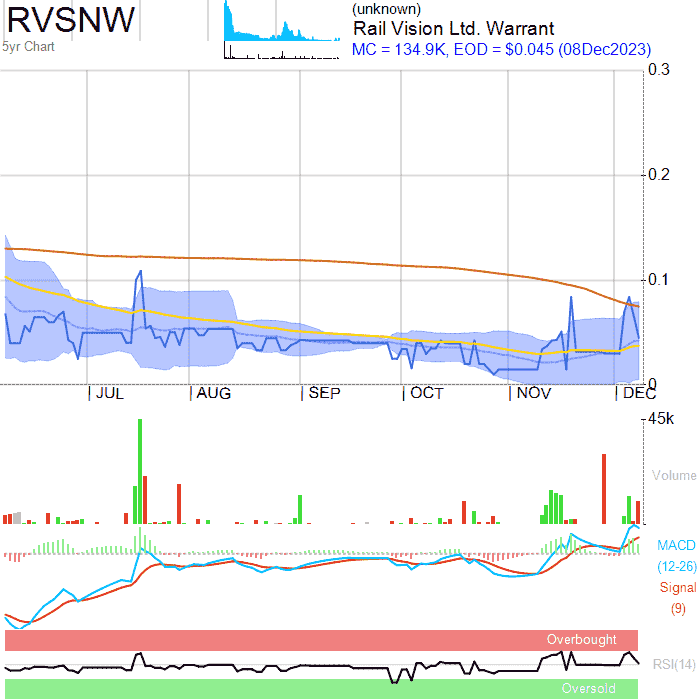 RVSNW
5yr Chart
(unknown)
Rail Vision Ltd. Warrant
MC = 134.9K, EOD = $0.045 (08Dec2023)
0.3
0.2
0.1
0
JUL AUG SEP OCT NOV DEC
45k
Volume
MACD
(12-26)
Signal
(9)
Overbought
RSI(14)
Oversold